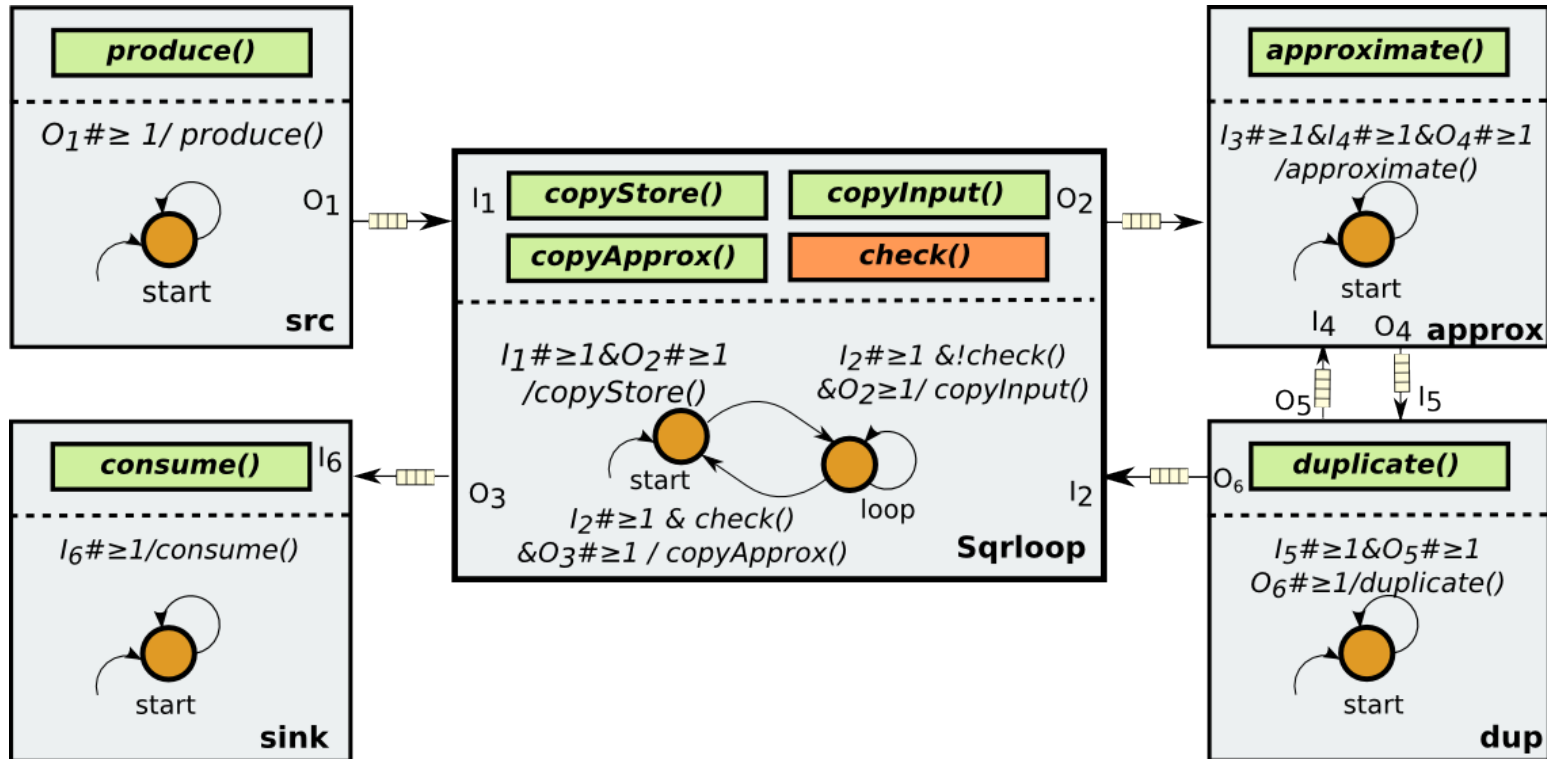 produce()
O1#≥ 1/ produce()
O1
start
src
I1
copyStore()
copyInput()
O2
copyApprox()
check()
I1#≥1&O2#≥1
/copyStore()
I2#≥1 &!check()
&O2≥1/ copyInput()
start
loop
O3
I2
I2#≥1 & check()
&O3#≥1 / copyApprox()
Sqrloop
approximate()
I3#≥1&I4#≥1&O4#≥1
/approximate()
start
I4
O4
approx
O5
I5
consume()
I6
I6#≥1/consume()
start
sink
O6
duplicate()
I5#≥1&O5#≥1
O6#≥1/duplicate()
start
dup